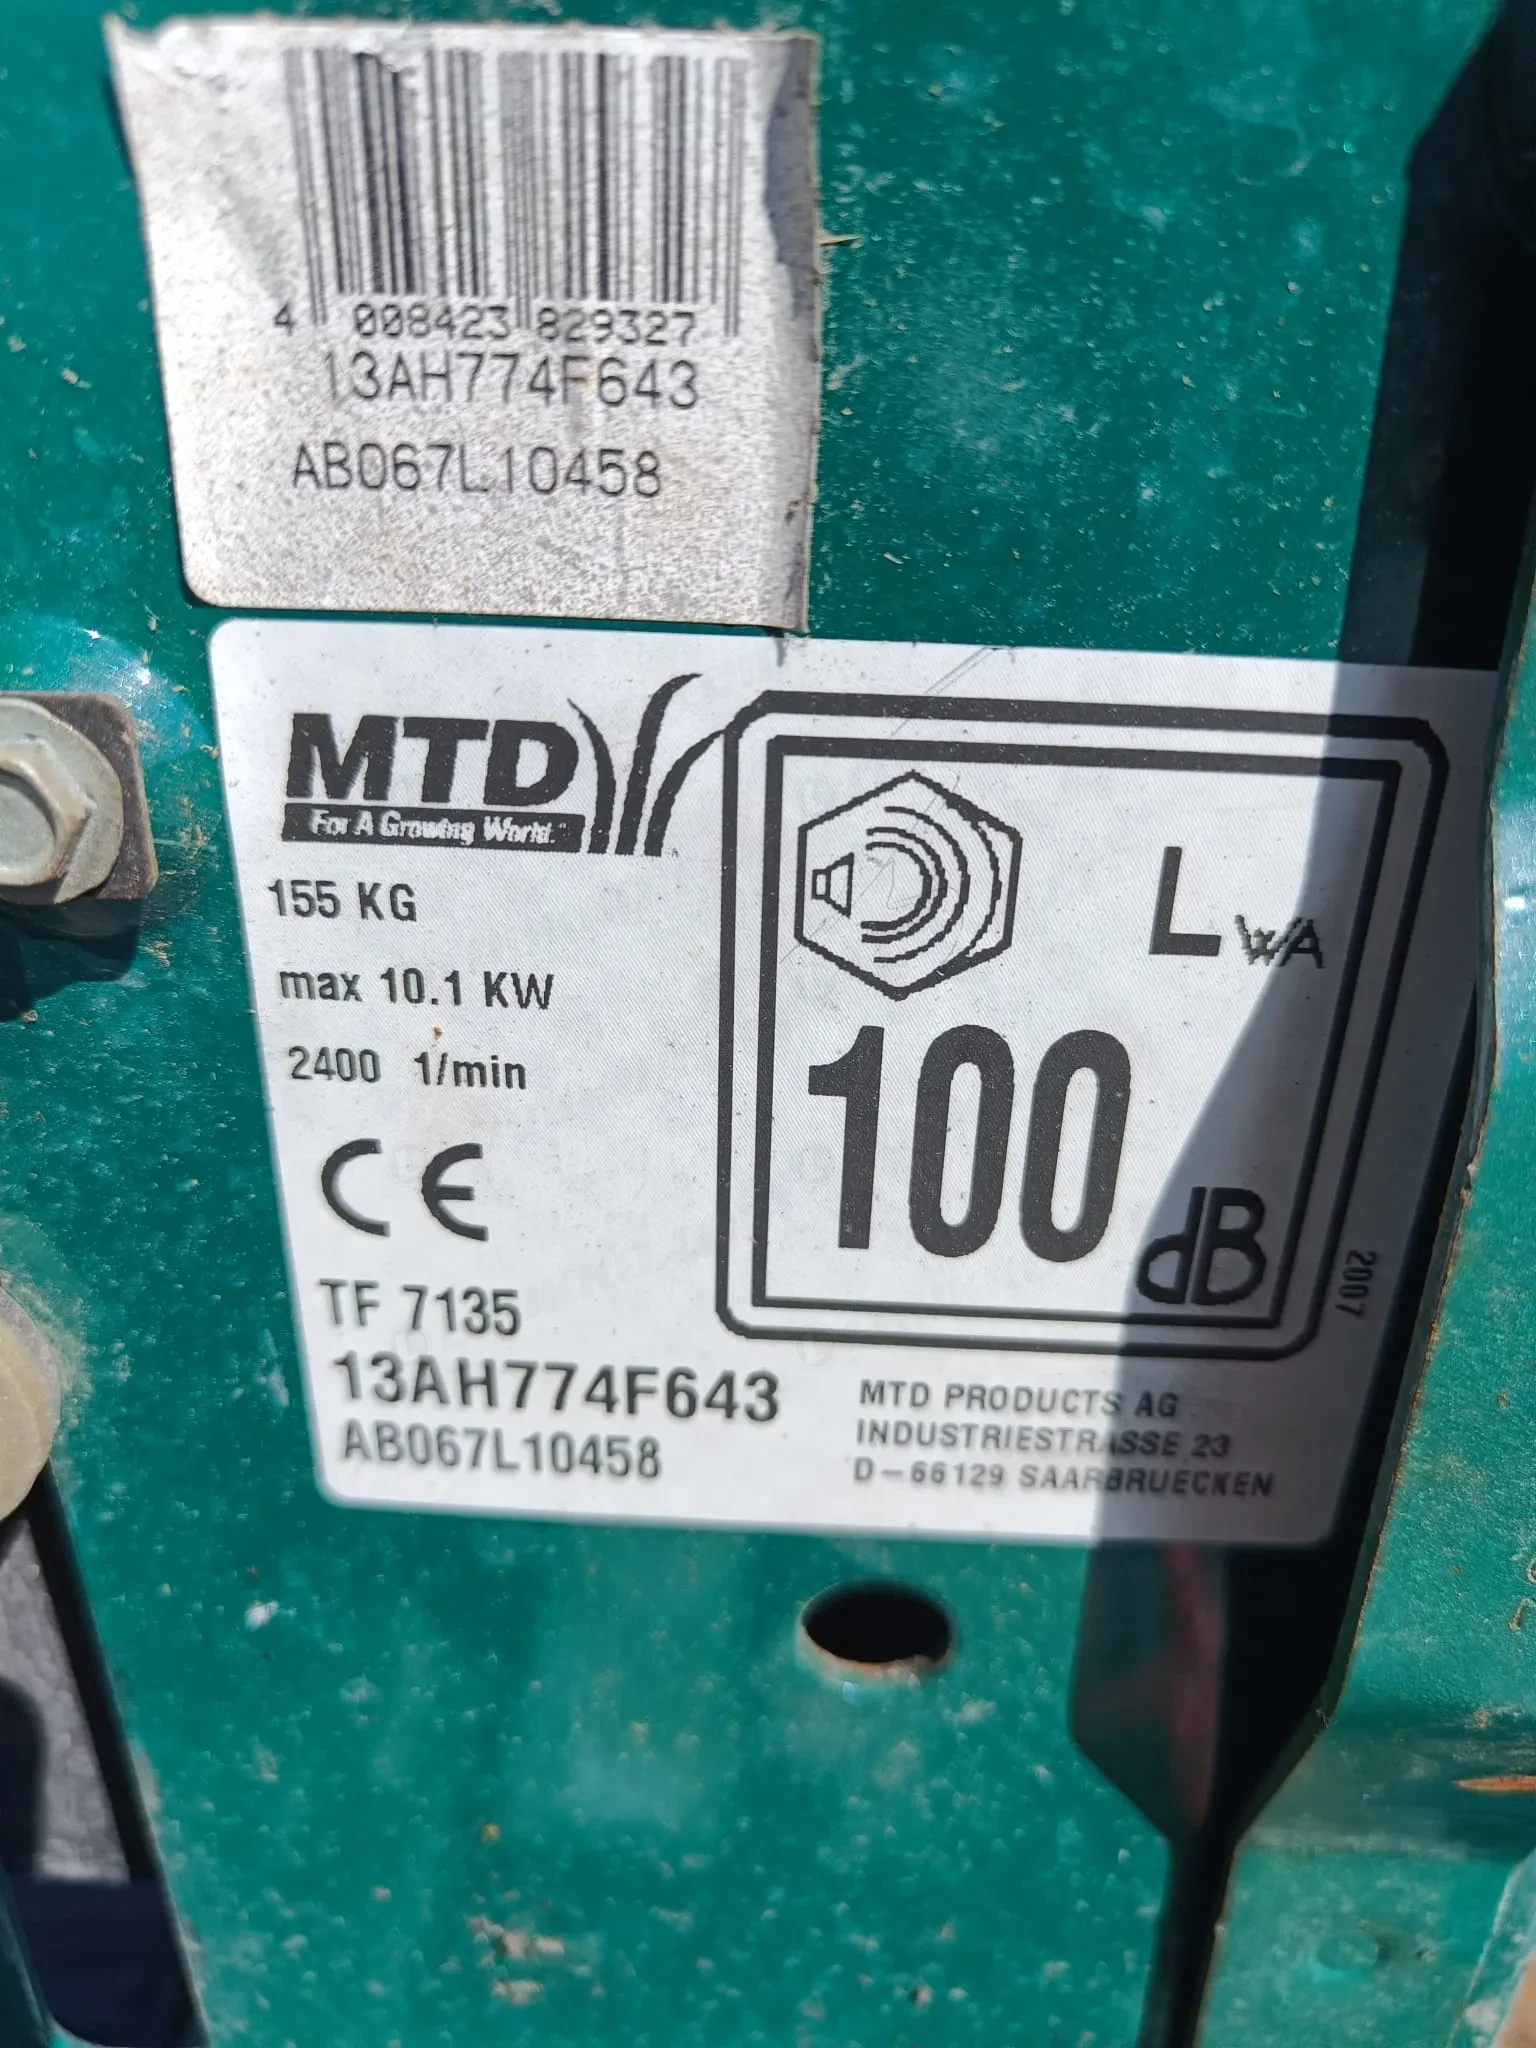 4 008423 829327
13AH774F643
AB067L10458
MTD
For A Growing World.
155 KG
max 10.1 KW
2400 1/min
CE
TF 7135
13AH774F643
AB067L10458
LWA
100
dB
2007
MTD PRODUCTS AG
INDUSTRIESTRASSE 23
D-66129 SAARBRUECKEN